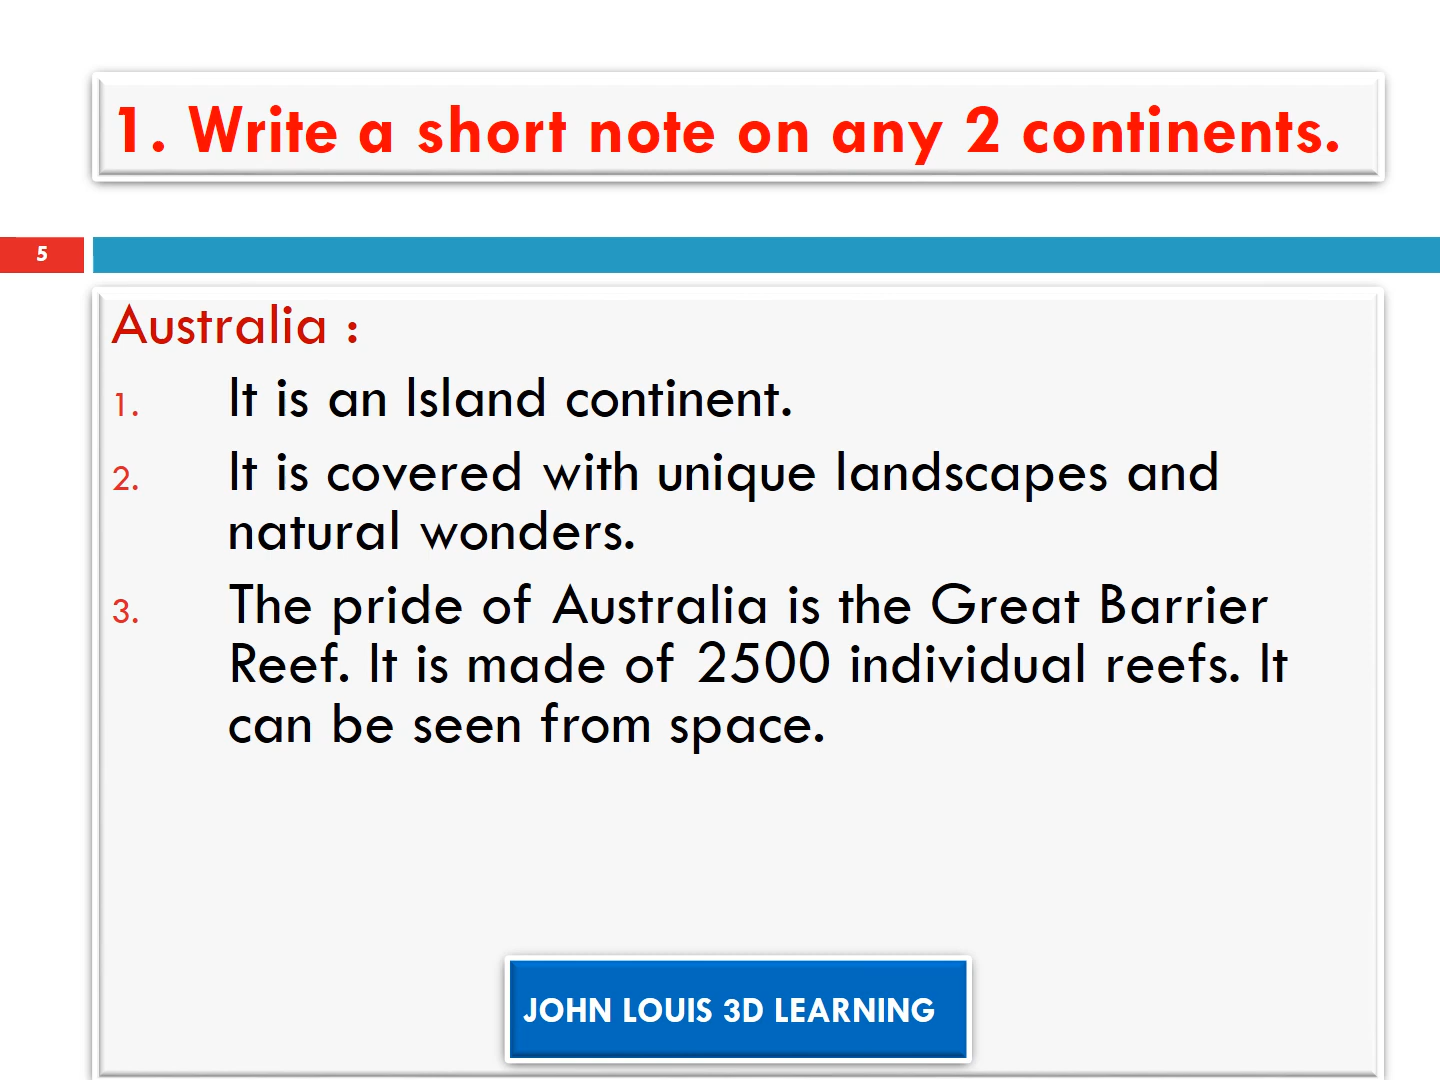 1. Write a short note on any 2 continents.
5
Australia :
1. It is an Island continent.
2. It is covered with unique landscapes and
natural wonders.
3. The pride of Australia is the Great Barrier
Reef. It is made of 2500 individual reefs. It
can be seen from space.
JOHN LOUIS 3D LEARNING